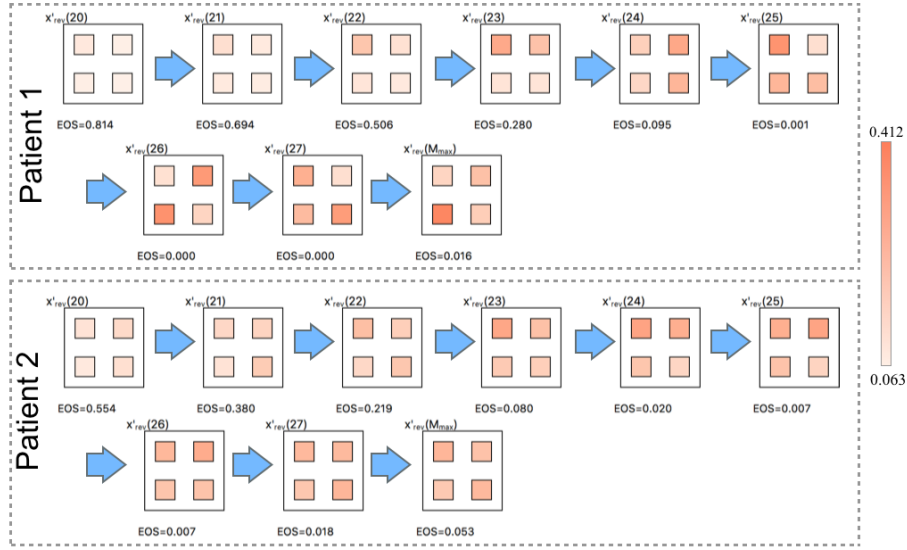 Patient 1
x'rev(20) x'rev(21) x'rev(22) x'rev(23) x'rev(24) x'rev(25)
EOS=0.814 EOS=0.694 EOS=0.506 EOS=0.280 EOS=0.095 EOS=0.001
x'rev(26) x'rev(27) x'rev(Mmax)
EOS=0.000 EOS=0.000 EOS=0.016
0.412
0.063
Patient 2
x'rev(20) x'rev(21) x'rev(22) x'rev(23) x'rev(24) x'rev(25)
EOS=0.554 EOS=0.380 EOS=0.219 EOS=0.080 EOS=0.020 EOS=0.007
x'rev(26) x'rev(27) x'rev(Mmax)
EOS=0.007 EOS=0.018 EOS=0.053